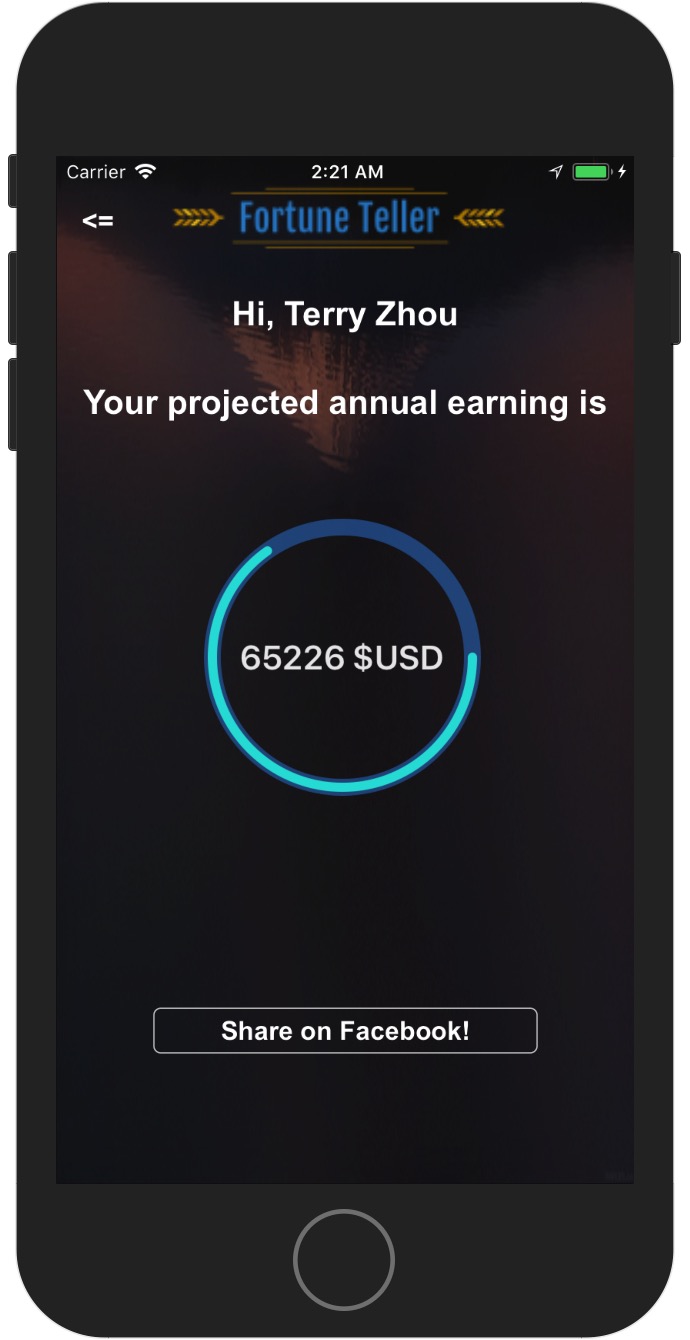 Carrier 2:21 AM
<= Fortune Teller
Hi, Terry Zhou
Your projected annual earning is
65226 $USD
Share on Facebook!